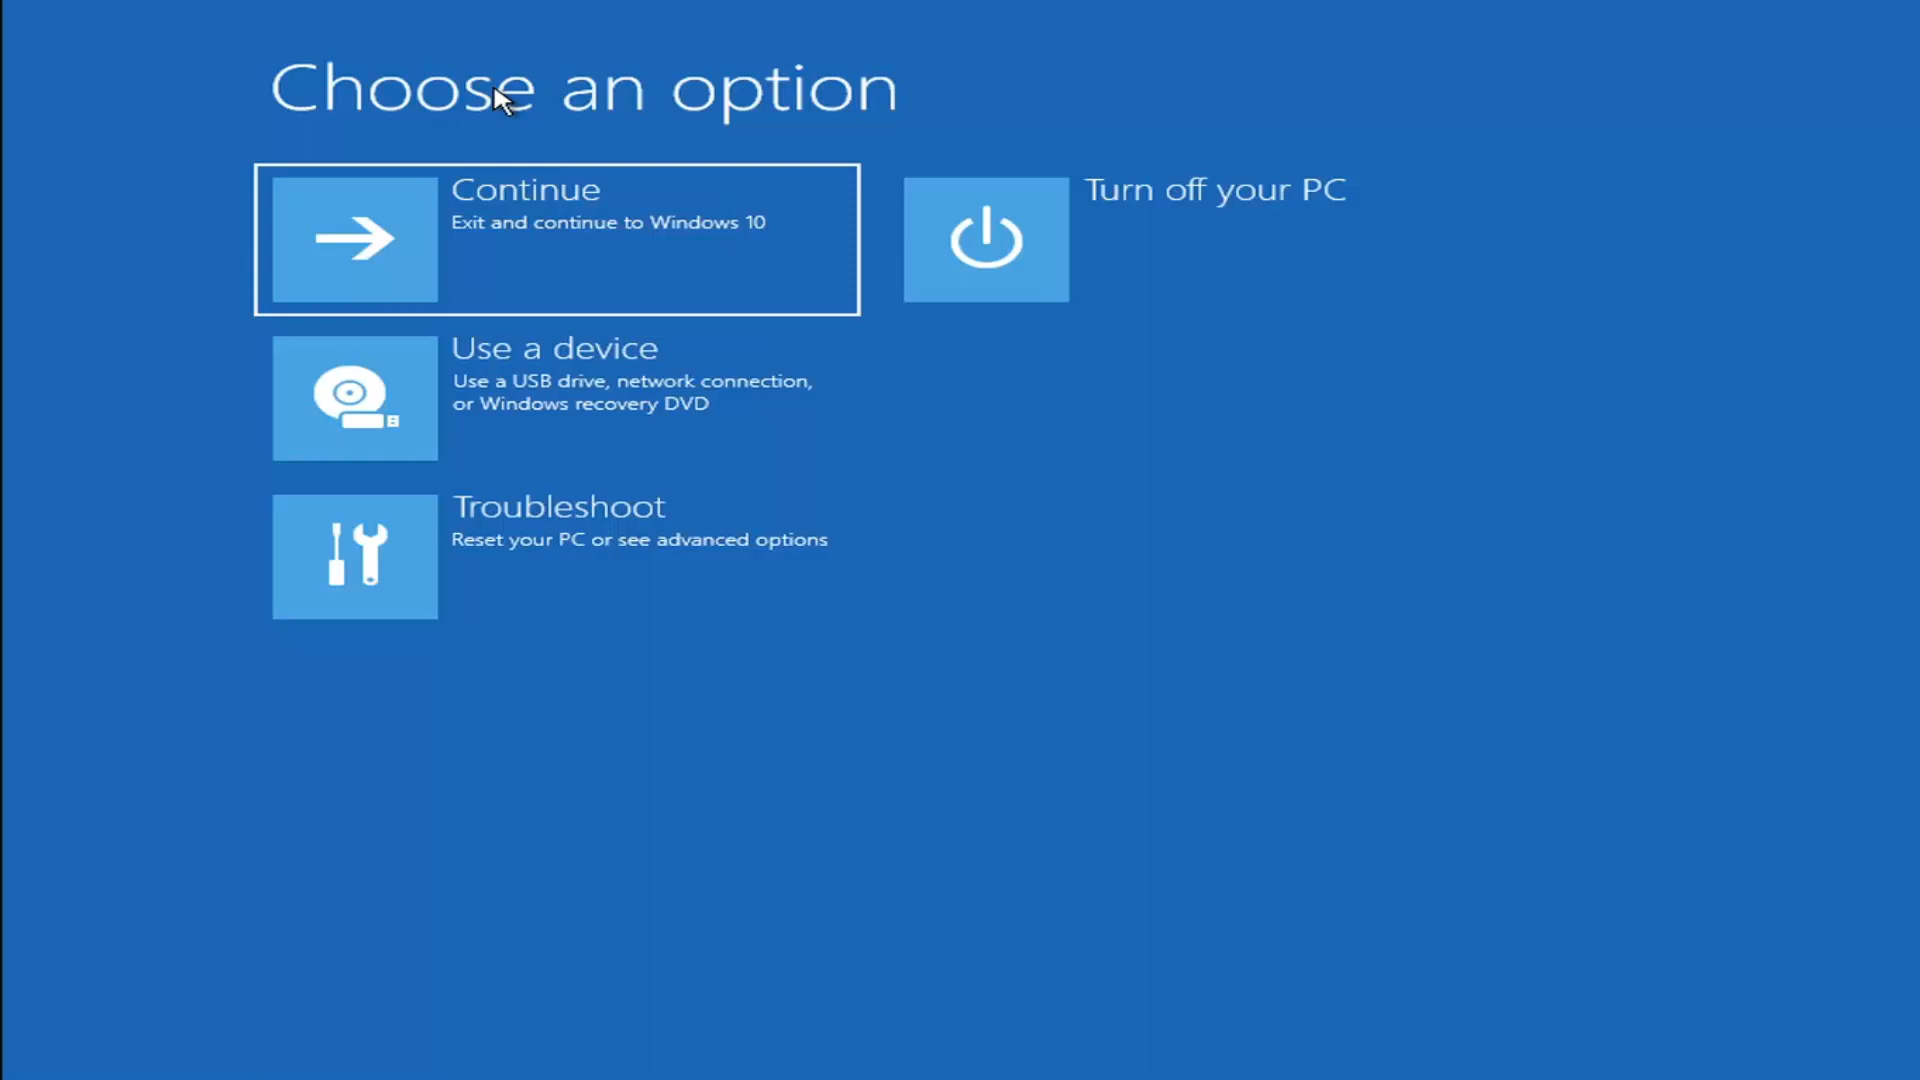 Choose an option
Continue
Exit and continue to Windows 10
Turn off your PC
Use a device
Use a USB drive, network connection,
or Windows recovery DVD
Troubleshoot
Reset your PC or see advanced options